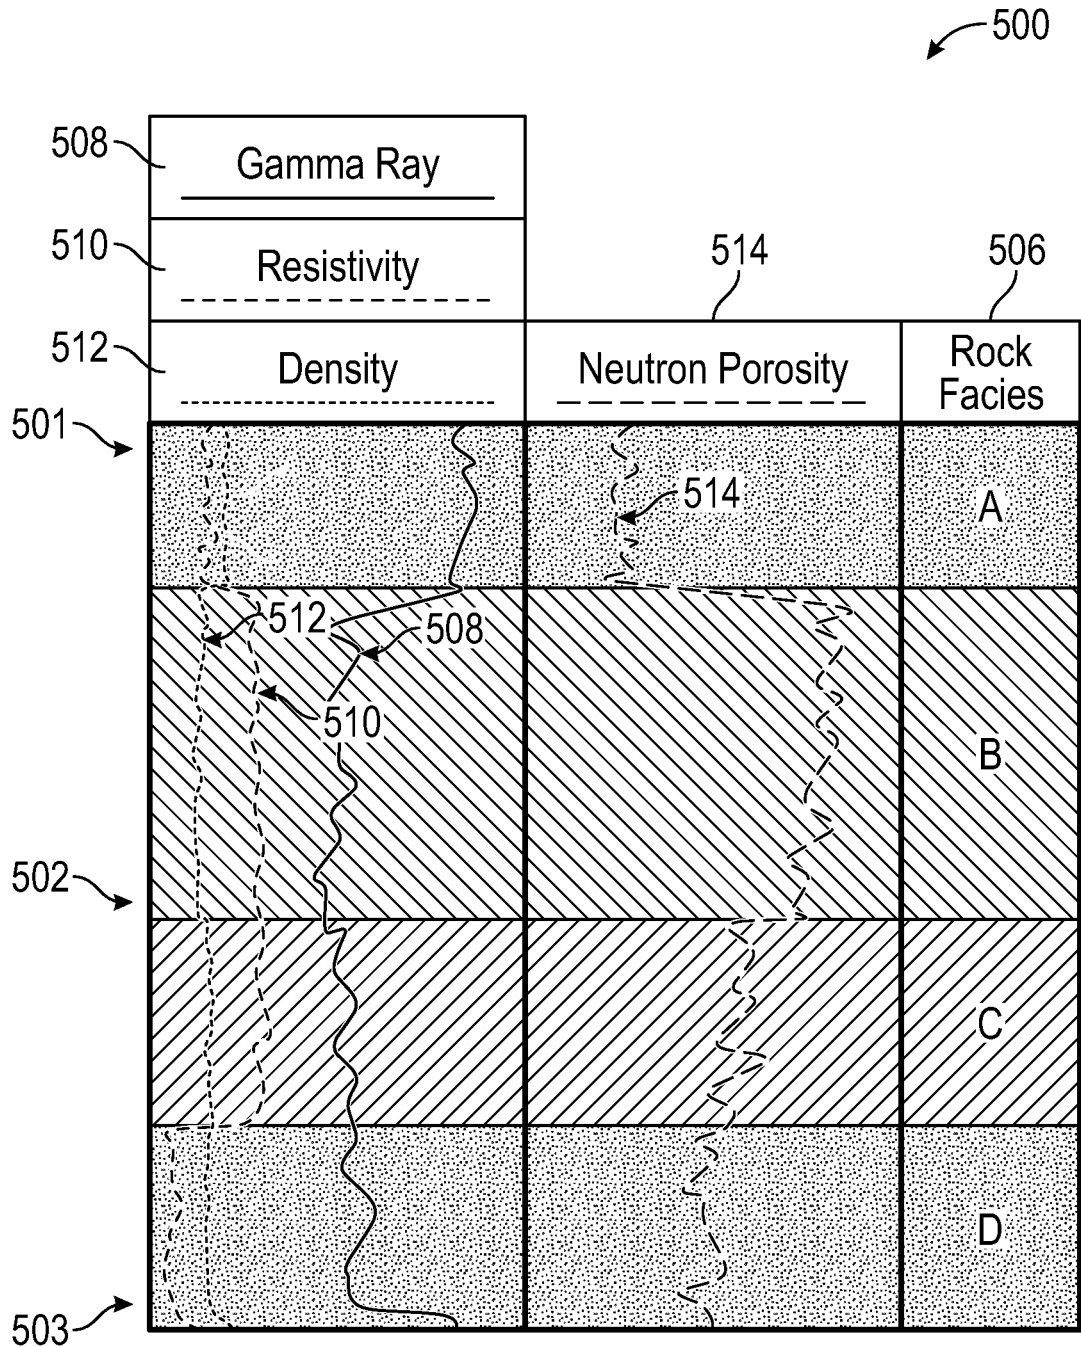 500
508
Gamma Ray
510
Resistivity
514
506
512
Density
Neutron Porosity
Rock
Facies
501
514
A
512
508
510
B
502
C
D
503